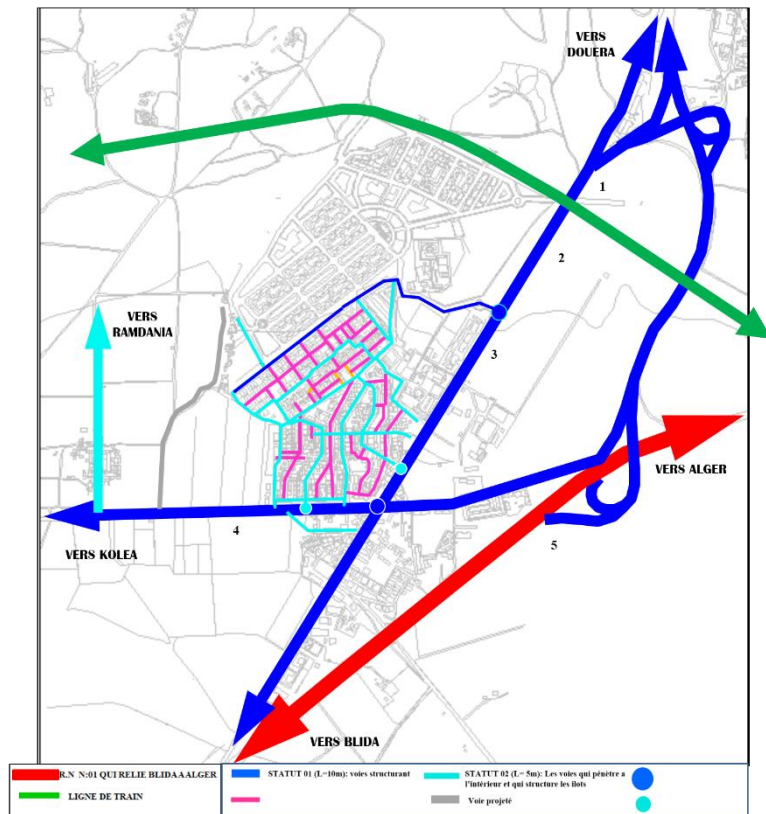 VERS
DOUERA
1
2
VERS
RAMDANIA
3
VERS ALGER
4
VERS KOLEA
5
VERS BLIDA
R.N N:01 QUI RELIE BLIDA A ALGER
LIGNE DE TRAIN
STATUT 01 (L=10m): voies structurant
STATUT 02 (L= 5m): Les voies qui pénètre a
l'intérieur et qui structure les ilots
Voir projeté